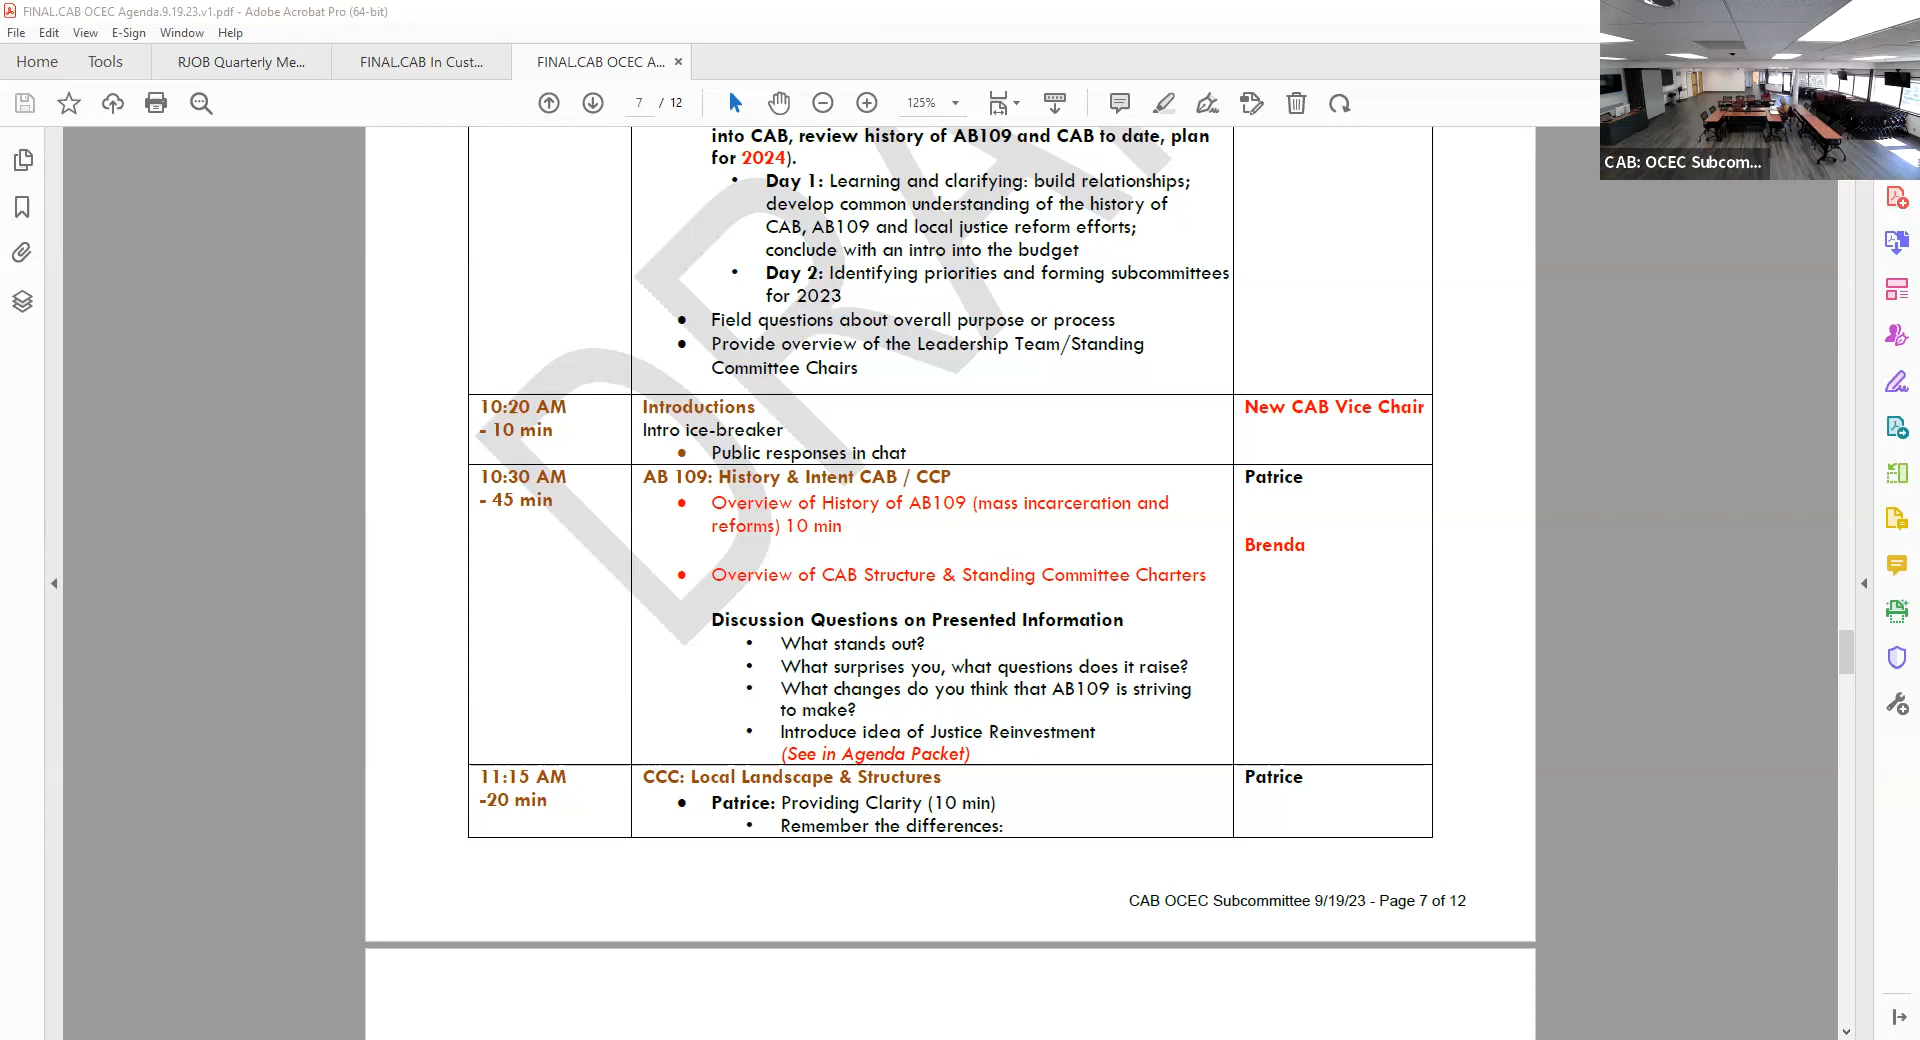 FINAL.CAB OCEC Agenda.9.19.23.v1.pdf - Adobe Acrobat Pro (64-bit)
File Edit View E-Sign Window Help
Home Tools RJOB Quarterly Me... FINAL.CAB In Cust... FINAL.CAB OCEC A... ×
7 / 12 125%
CAB: OCEC Subcom...
DRA
into CAB, review history of AB109 and CAB to date, plan
for 2024).
• Day 1: Learning and clarifying: build relationships;
develop common understanding of the history of
CAB, AB109 and local justice reform efforts;
conclude with an intro into the budget
• Day 2: Identifying priorities and forming subcommittees
for 2023
● Field questions about overall purpose or process
● Provide overview of the Leadership Team/Standing
Committee Chairs
10:20 AM
- 10 min
Introductions
Intro ice-breaker
● Public responses in chat
New CAB Vice Chair
10:30 AM
- 45 min
AB 109: History & Intent CAB / CCP
● Overview of History of AB109 (mass incarceration and
reforms) 10 min
● Overview of CAB Structure & Standing Committee Charters
Discussion Questions on Presented Information
• What stands out?
• What surprises you, what questions does it raise?
• What changes do you think that AB109 is striving
to make?
• Introduce idea of Justice Reinvestment
(See in Agenda Packet)
Patrice
Brenda
11:15 AM
-20 min
CCC: Local Landscape & Structures
● Patrice: Providing Clarity (10 min)
• Remember the differences:
Patrice
CAB OCEC Subcommittee 9/19/23 - Page 7 of 12